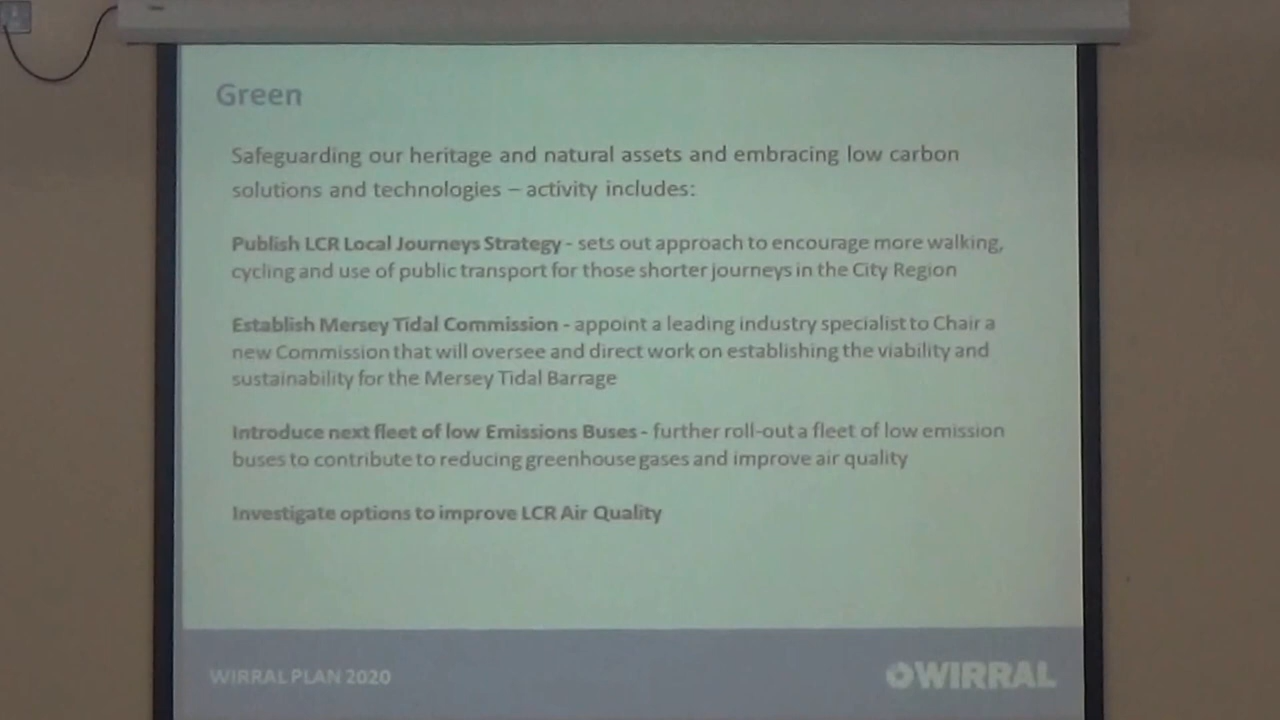 Green
Safeguarding our heritage and natural assets and embracing low carbon
solutions and technologies – activity includes:
Publish LCR Local Journeys Strategy - sets out approach to encourage more walking,
cycling and use of public transport for those shorter journeys in the City Region
Establish Mersey Tidal Commission - appoint a leading industry specialist to Chair a
new Commission that will oversee and direct work on establishing the viability and
sustainability for the Mersey Tidal Barrage
Introduce next fleet of low Emissions Buses - further roll-out a fleet of low emission
buses to contribute to reducing greenhouse gases and improve air quality
Investigate options to improve LCR Air Quality
WIRRAL PLAN 2020
WIRRAL